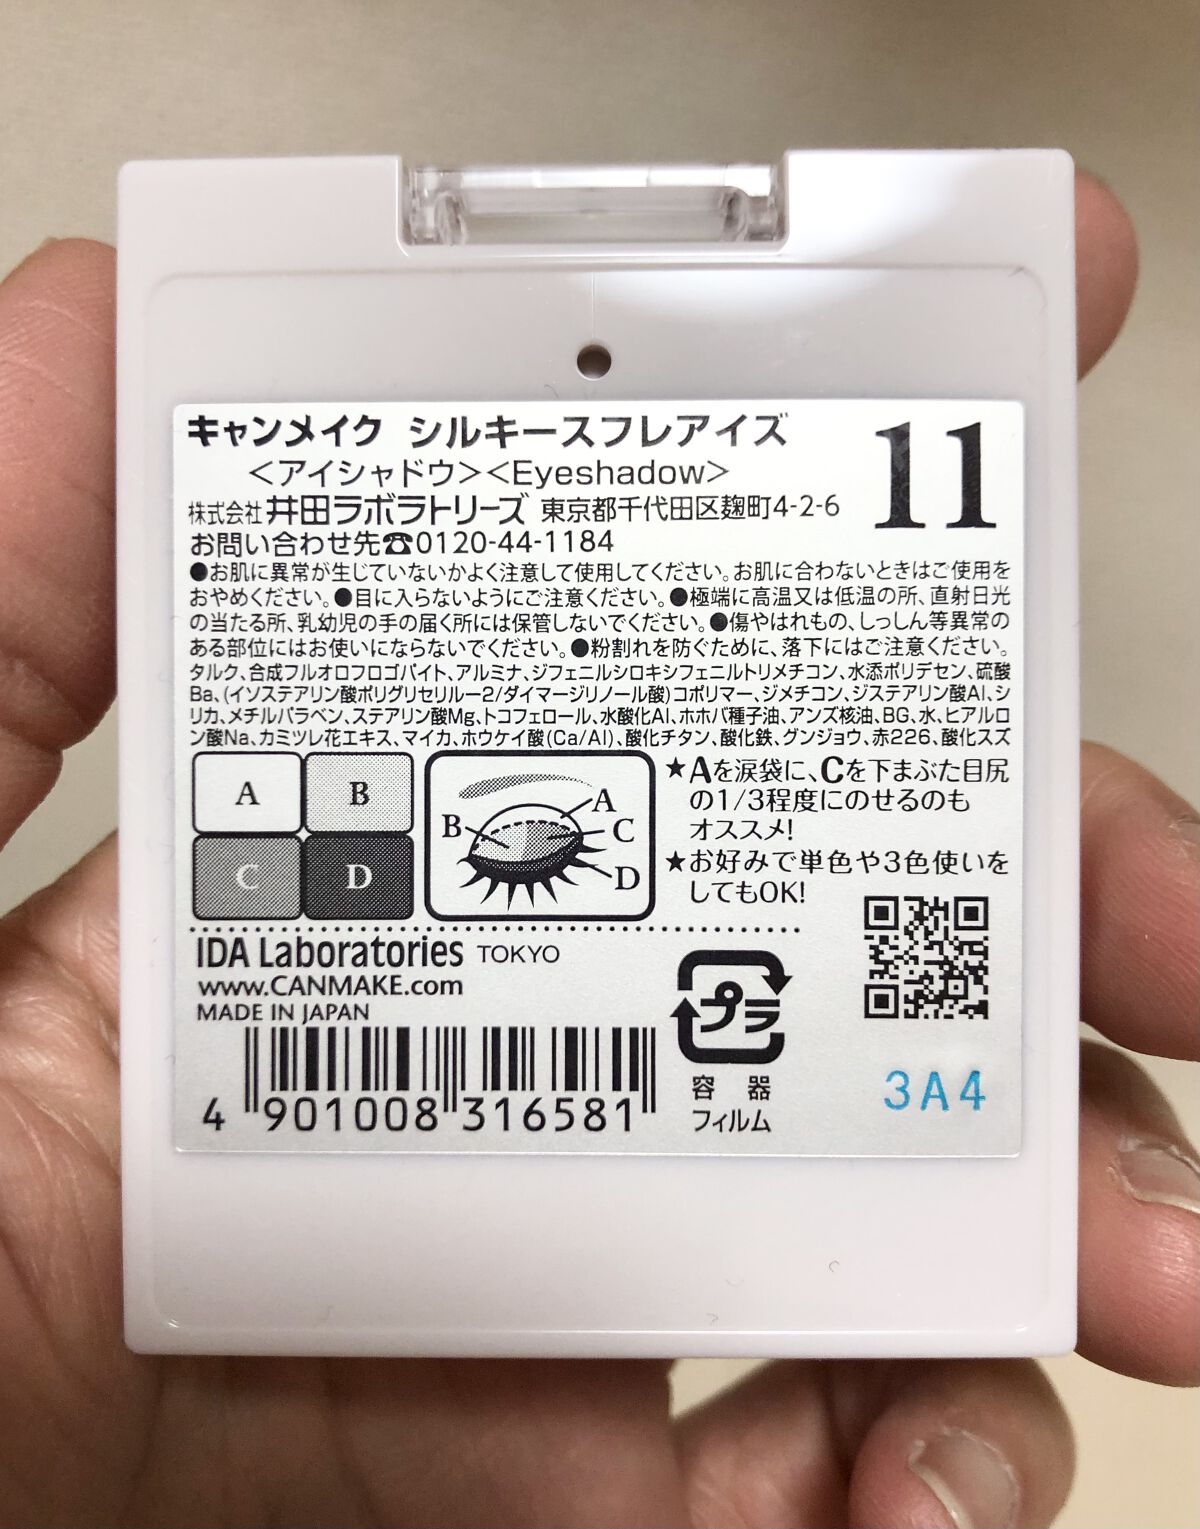 キャンメイク シルキースフレアイズ
<アイシャドウ><Eyeshadow>
11
株式会社 井田ラボラトリーズ 東京都千代田区麹町4-2-6
お問い合わせ先☎0120-44-1184
●お肌に異常が生じていないかよく注意して使用してください。お肌に合わないときはご使用を
おやめください。●目に入らないようにご注意ください。●極端に高温又は低温の所、直射日光
の当たる所、乳幼児の手の届く所には保管しないでください。●傷やはれもの、しっしん等異常の
ある部位にはお使いにならないでください。●粉割れを防ぐために、落下にはご注意ください。
タルク、合成フルオロフロゴパイト、アルミナ、ジフェニルシロキシフェニルトリメチコン、水添ポリデセン、硫酸
Ba、(イソステアリン酸ポリグリセリル-2/ダイマージリノール酸)コポリマー、ジメチコン、ジステアリン酸Al、シ
リカ、メチルパラベン、ステアリン酸Mg、トコフェロール、水酸化Al、ホホバ種子油、アンズ核油、BG、水、ヒアルロ
ン酸Na、カミツレ花エキス、マイカ、ホウケイ酸(Ca/Al)、酸化チタン、酸化鉄、グンジョウ、赤226、酸化スズ
A B
C D
A
B
C
D
★Aを涙袋に、Cを下まぶた目尻
の1/3程度にのせるのも
オススメ!
★お好みで単色や3色使いを
してもOK!
IDA Laboratories TOKYO
www.CANMAKE.com
MADE IN JAPAN
4 901008 316581
プラ
容器
フィルム
3A4